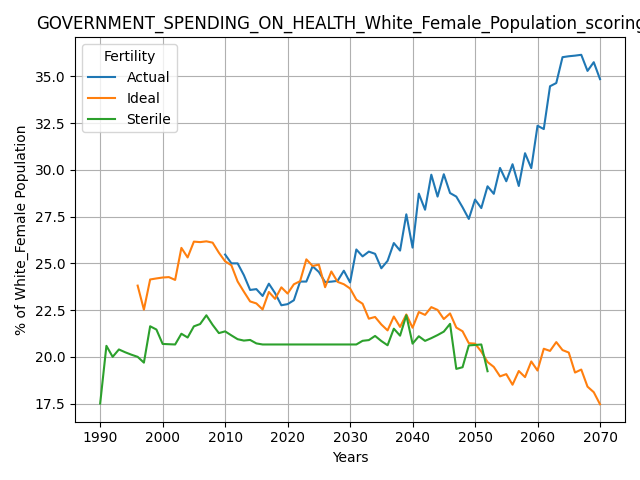 GOVERNMENT_SPENDING_ON_HEALTH_White_Female_Population_scoring
Fertility
Actual
Ideal
Sterile
% of White_Female Population
35.0
32.5
30.0
27.5
25.0
22.5
20.0
17.5
1990 2000 2010 2020 2030 2040 2050 2060 2070
Years